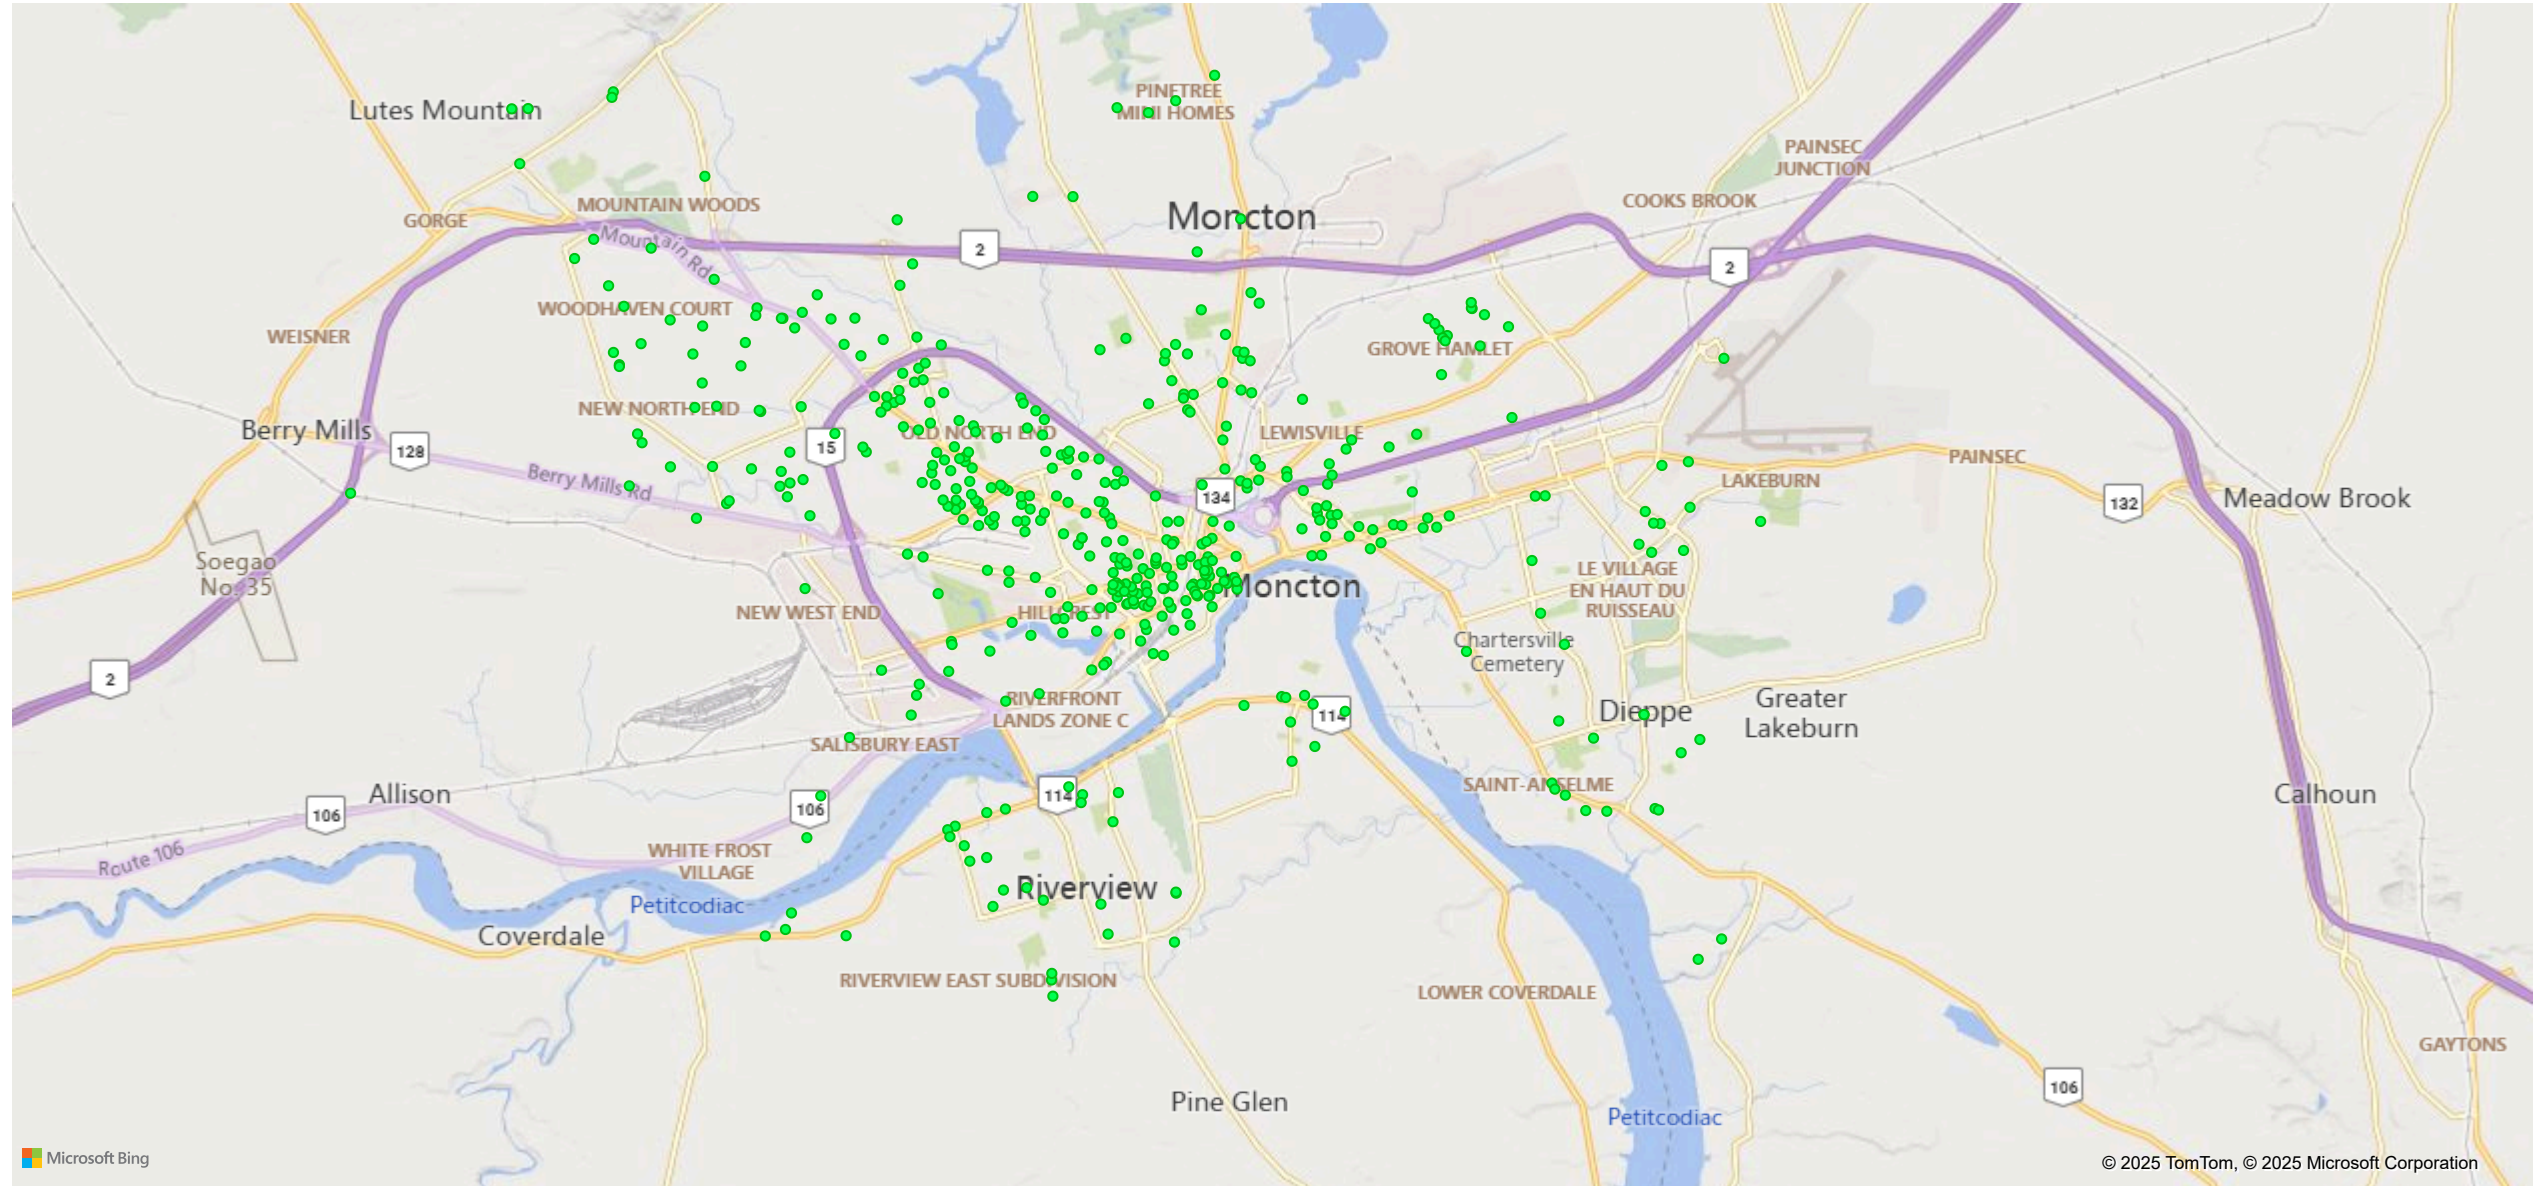 PINETREE
MINI HOMES
Lutes Mountain
PAINSEC
JUNCTION
COOKS BROOK
MOUNTAIN WOODS
GORGE
Moncton
Mountain Rd
2
2
WOODHAVEN COURT
WEISNER
GROVE HAMLET
NEW NORTH END
Berry Mills
OLD NORTH END
LEWISVILLE
128
15
PAINSEC
Berry Mills Rd
LAKEBURN
134
132
Meadow Brook
Soegao
No. 35
LE VILLAGE
EN HAUT DU
RUISSEAU
Moncton
NEW WEST END
HILLCREST
Chartersville
Cemetery
2
RIVERFRONT
LANDS ZONE C
114
Dieppe
Greater
Lakeburn
SALISBURY EAST
SAINT-ANSELME
Allison
114
Calhoun
106
106
Route 106
WHITE FROST
VILLAGE
Riverview
Petitcodiac
Coverdale
RIVERVIEW EAST SUBDIVISION
LOWER COVERDALE
GAYTONS
106
Pine Glen
Petitcodiac
Microsoft Bing
© 2025 TomTom, © 2025 Microsoft Corporation